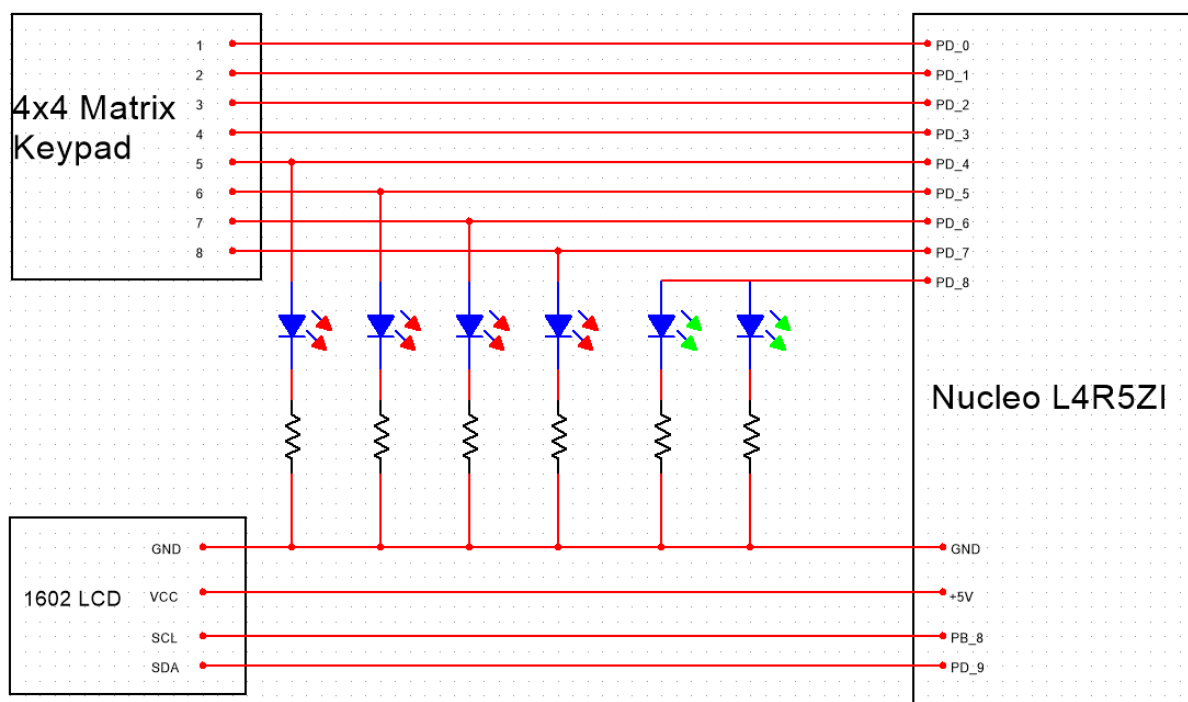 1
PD_0
2
PD_1
3
PD_2
4x4 Matrix
Keypad
4
PD_3
5
PD_4
6
PD_5
7
PD_6
8
PD_7
PD_8
Nucleo L4R5ZI
GND
GND
1602 LCD
VCC
+5V
SCL
PB_8
SDA
PD_9